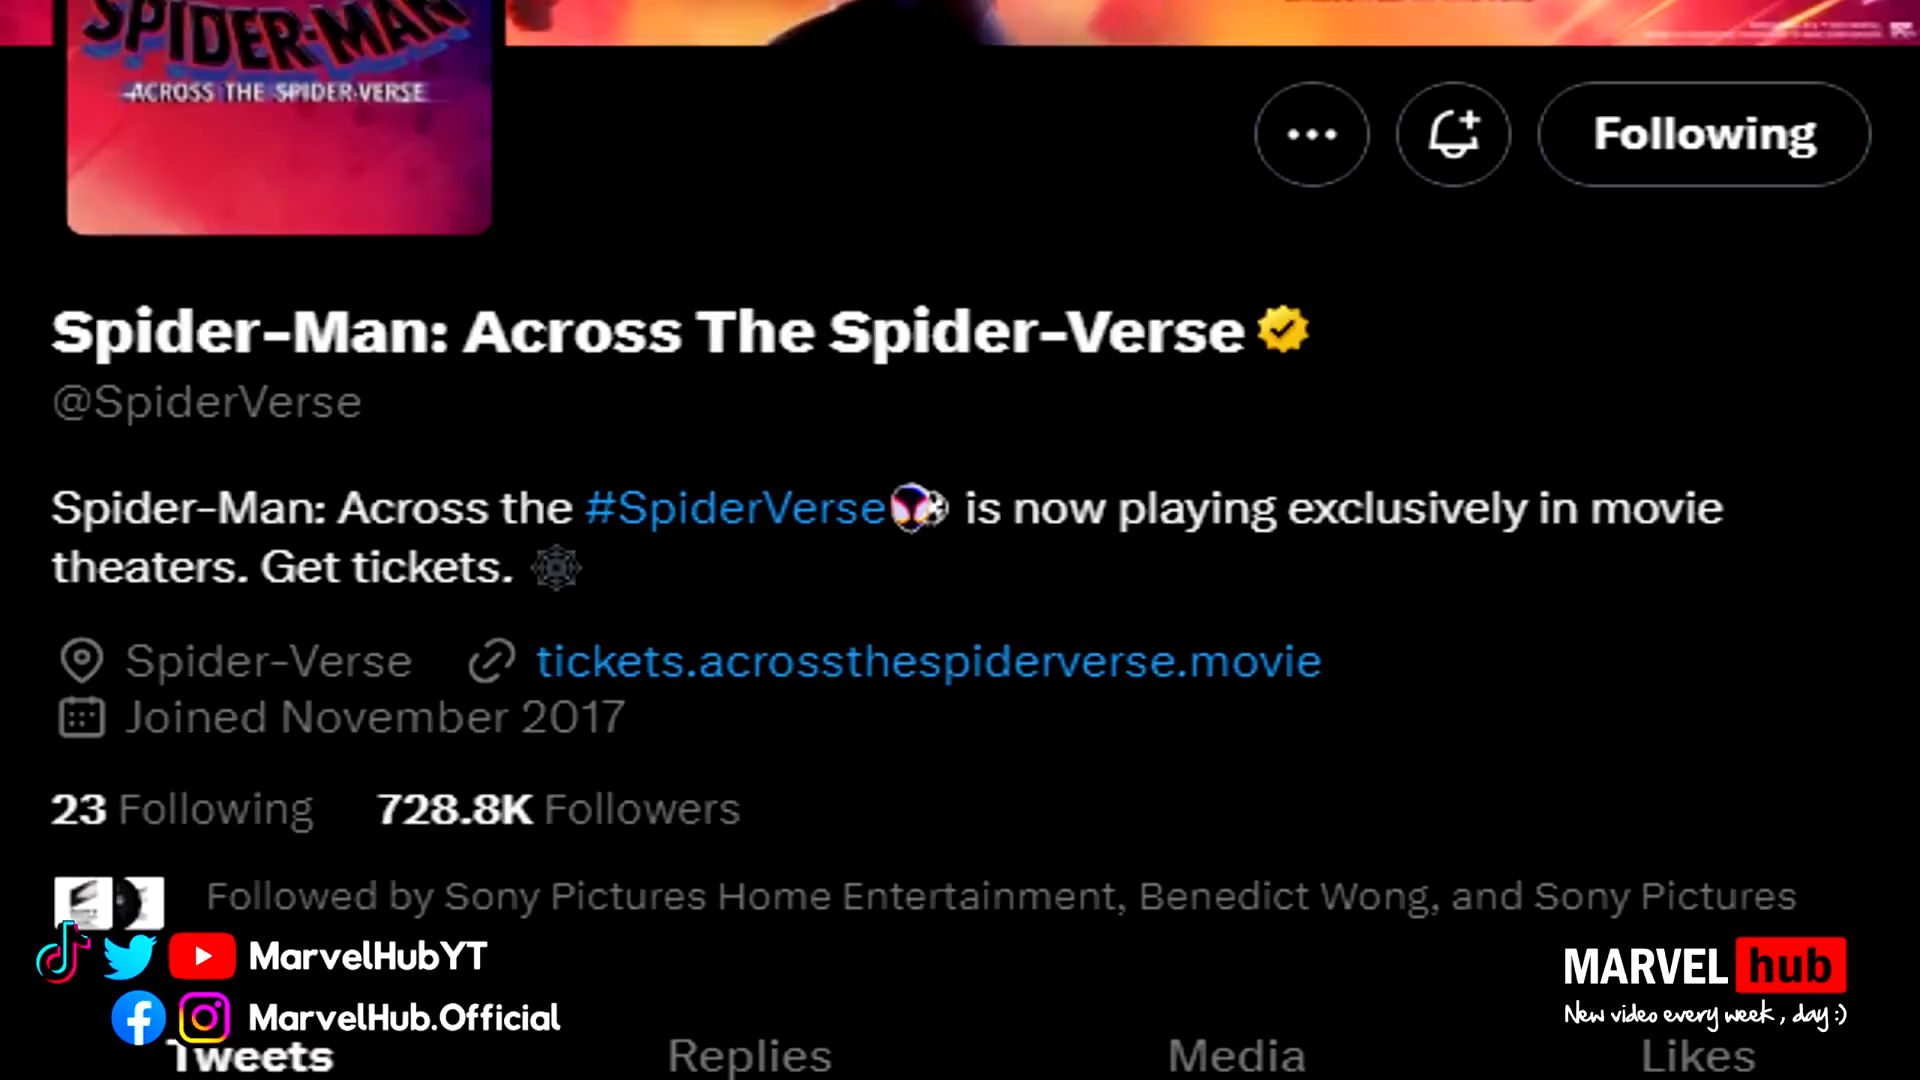 SPIDER-MAN
ACROSS THE SPIDER-VERSE
Following
Spider-Man: Across The Spider-Verse
@SpiderVerse
Spider-Man: Across the #SpiderVerse is now playing exclusively in movie
theaters. Get tickets.
Spider-Verse tickets.acrossthespiderverse.movie
Joined November 2017
23 Following 728.8K Followers
Followed by Sony Pictures Home Entertainment, Benedict Wong, and Sony Pictures
MarvelHubYT
MARVEL hub
MarvelHub.Official
New video every week , day :)
Tweets Replies Media Likes